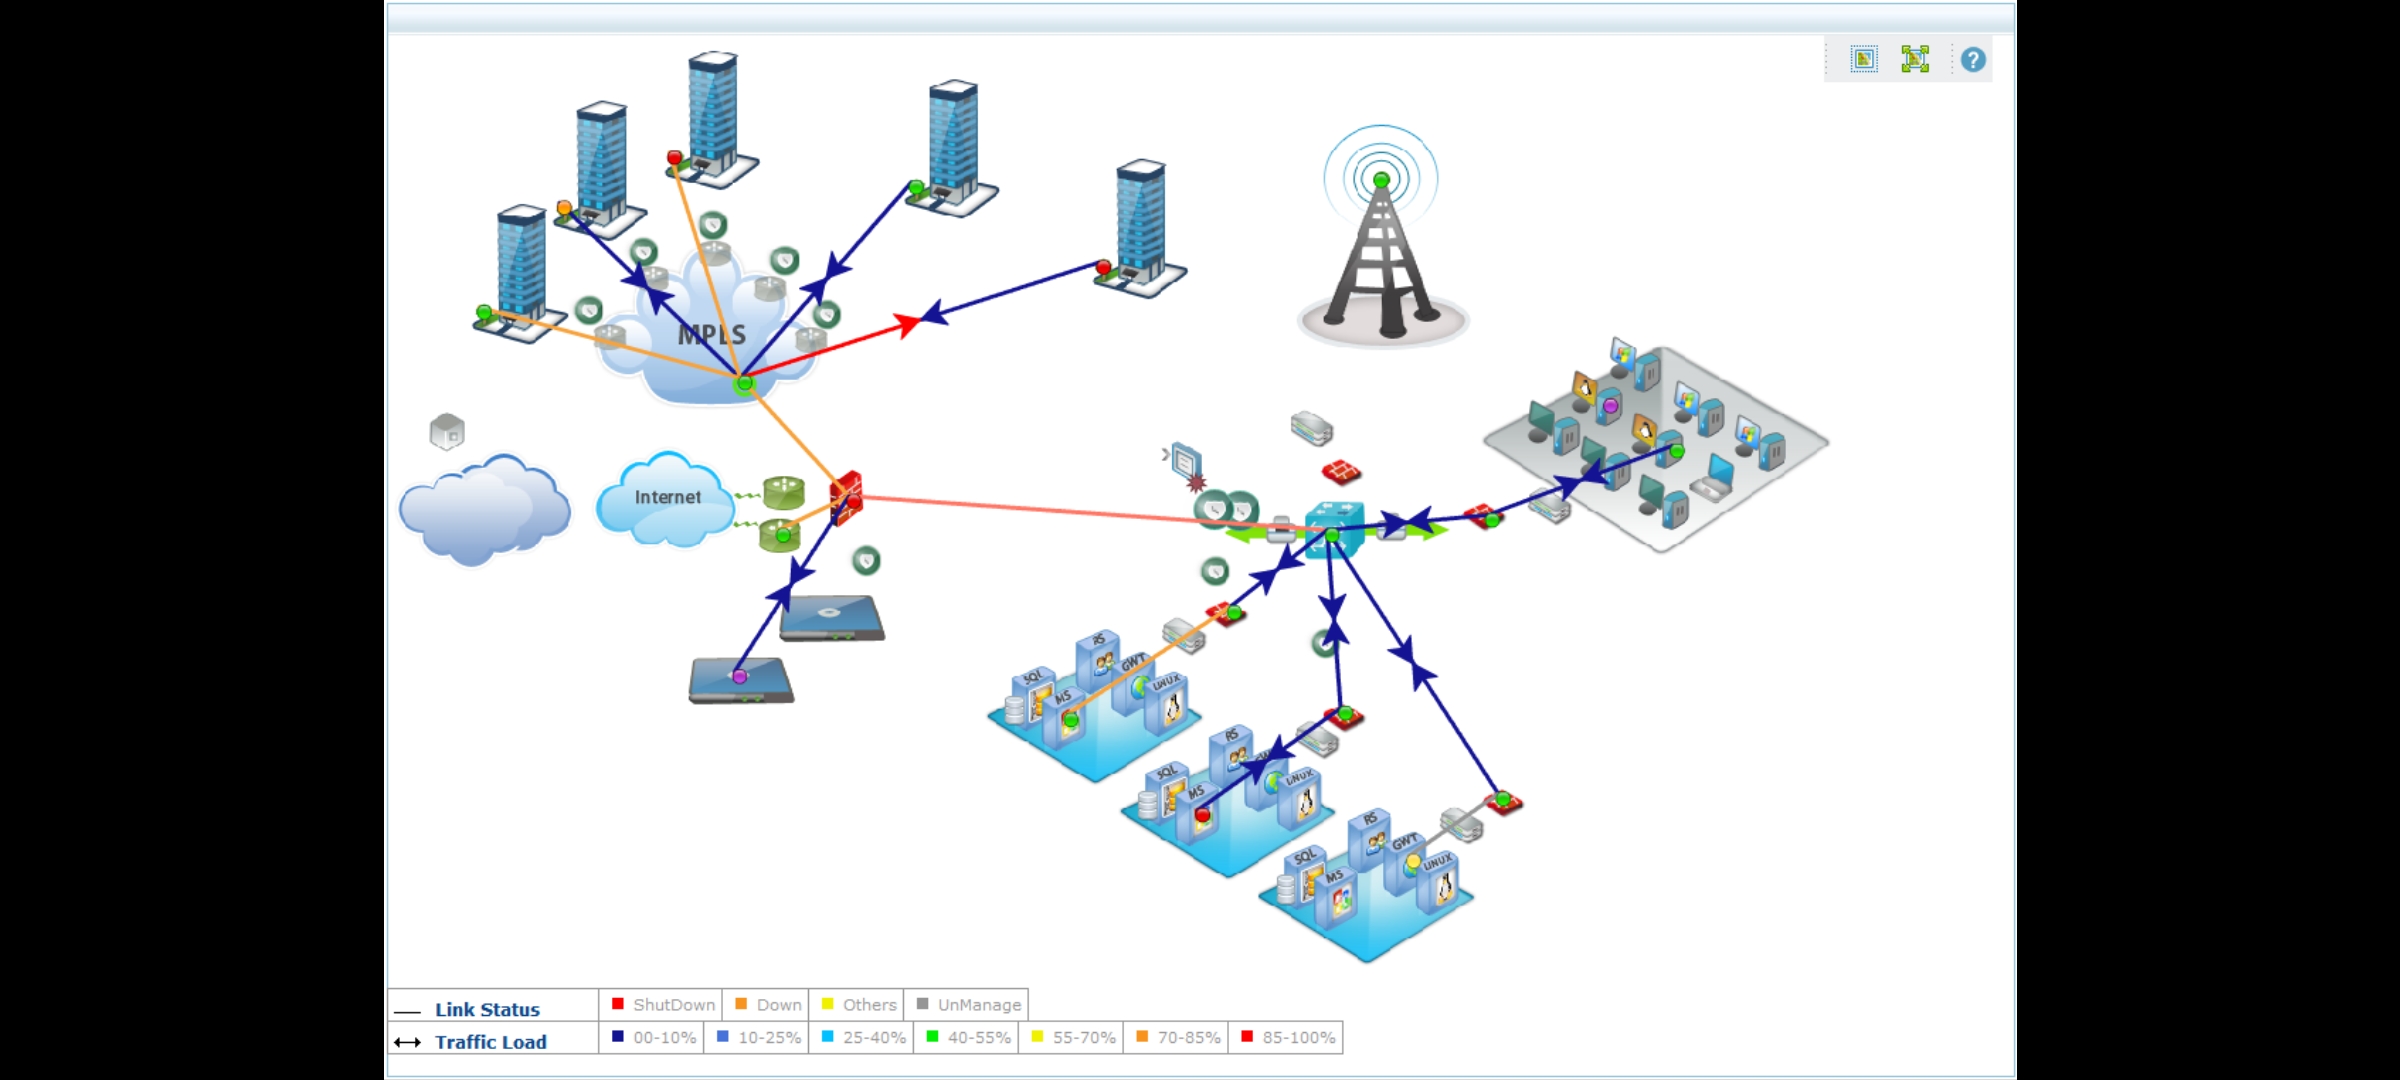 ?
MPLS
Internet
RS
GWT
SQL
LINUX
MS
RS
SQL
LINUX
MS
RS
GWT
SQL
LINUX
MS
Link Status ShutDown Down Others UnManage
Traffic Load 00-10% 10-25% 25-40% 40-55% 55-70% 70-85% 85-100%